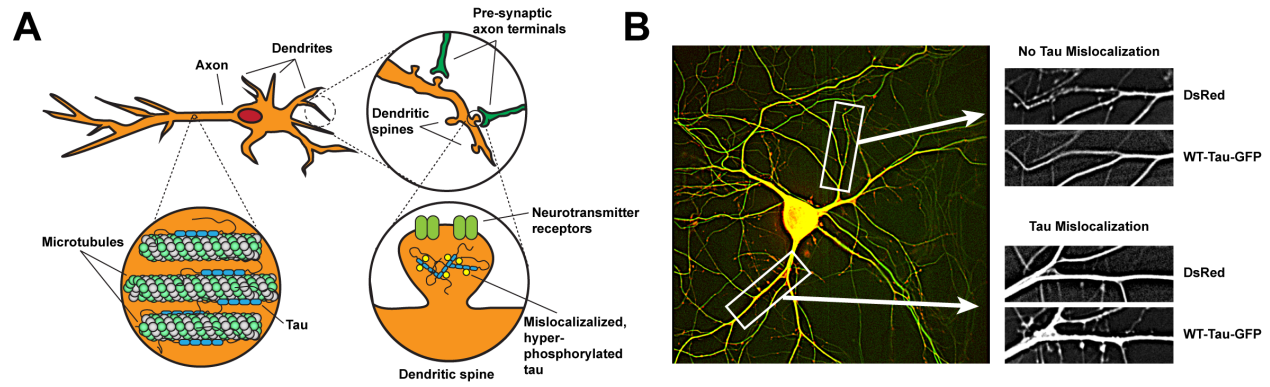 A
Axon
Dendrites
Pre-synaptic
axon terminals
Dendritic
spines
Microtubules
Tau
Neurotransmitter
receptors
Mislocalizalized,
hyper-
phosphorylated
tau
Dendritic spine
B
No Tau Mislocalization
DsRed
WT-Tau-GFP
Tau Mislocalization
DsRed
WT-Tau-GFP